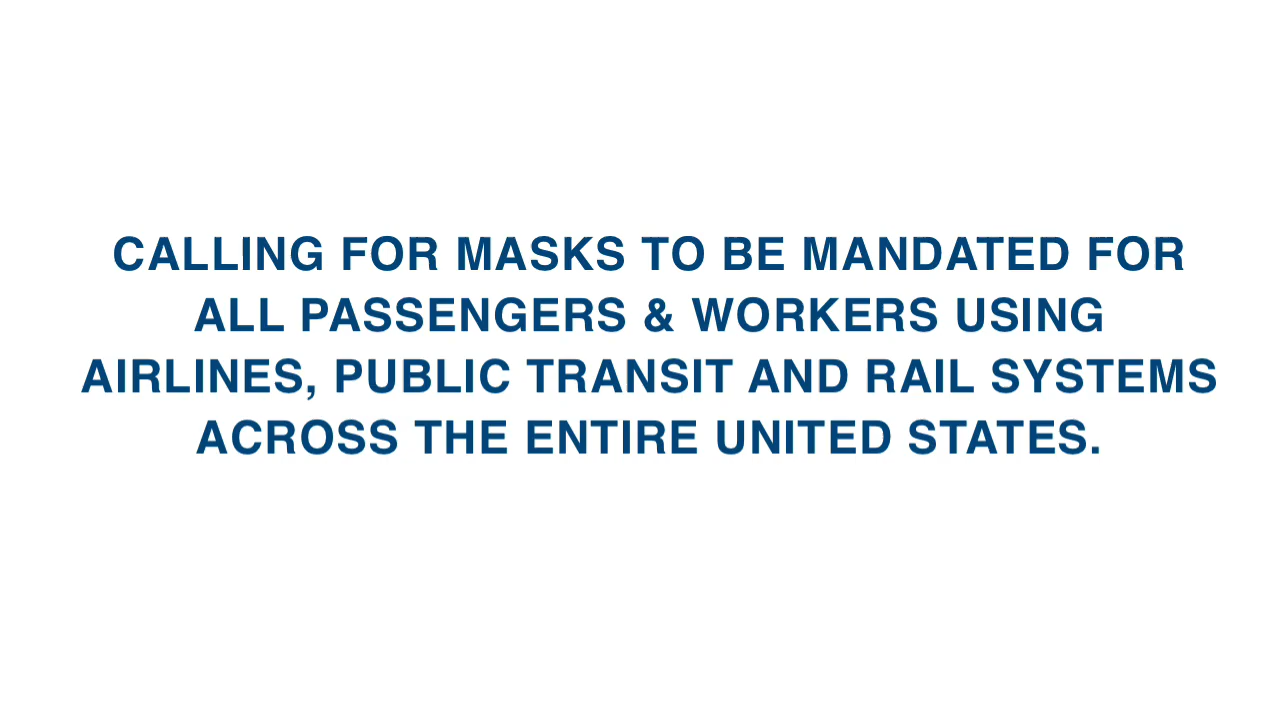 CALLING FOR MASKS TO BE MANDATED FOR
ALL PASSENGERS & WORKERS USING
AIRLINES, PUBLIC TRANSIT AND RAIL SYSTEMS
ACROSS THE ENTIRE UNITED STATES.